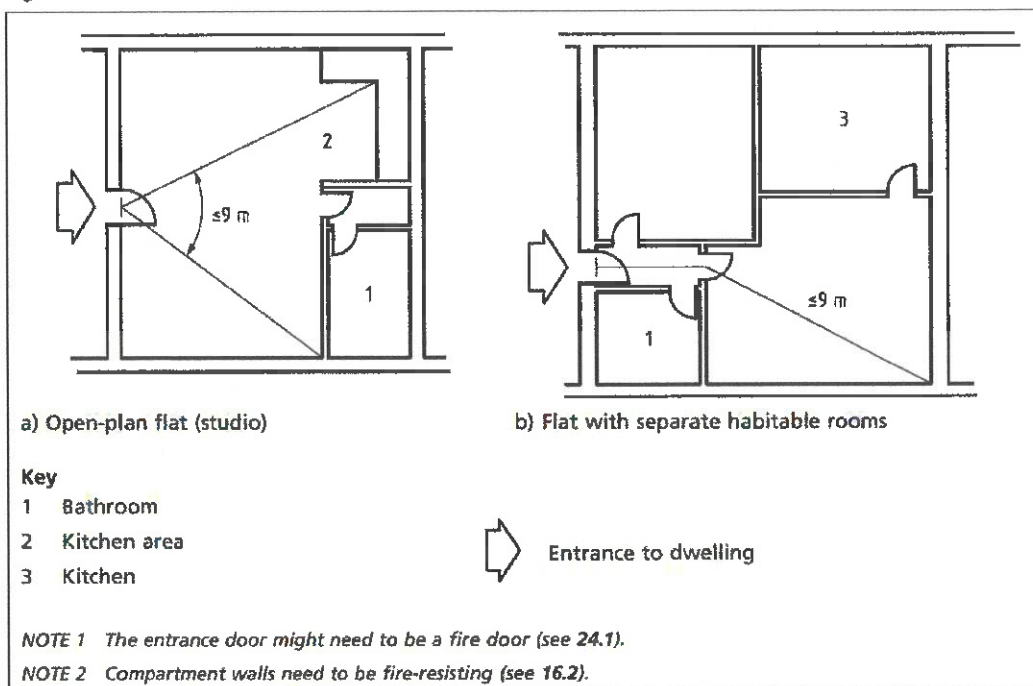 2
≤9 m
1
3
≤9 m
1
a) Open-plan flat (studio)
b) Flat with separate habitable rooms
Key
1 Bathroom
2 Kitchen area
3 Kitchen
Entrance to dwelling
NOTE 1 The entrance door might need to be a fire door (see 24.1).
NOTE 2 Compartment walls need to be fire-resisting (see 16.2).